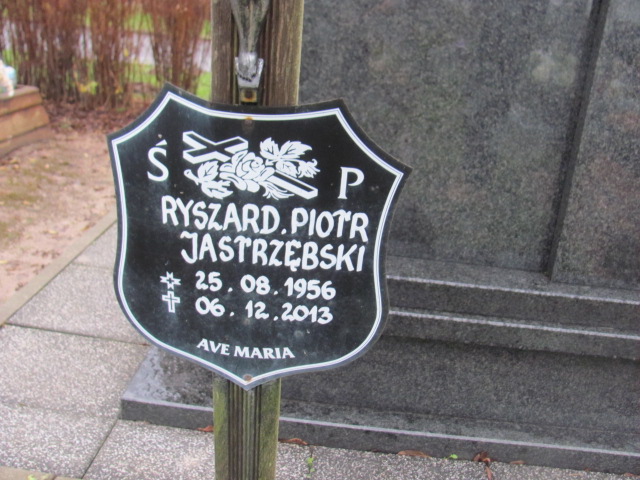 Ś P
RYSZARD. PIOTR
JASTRZĘBSKI
25. 08. 1956
06. 12. 2013
AVE MARIA